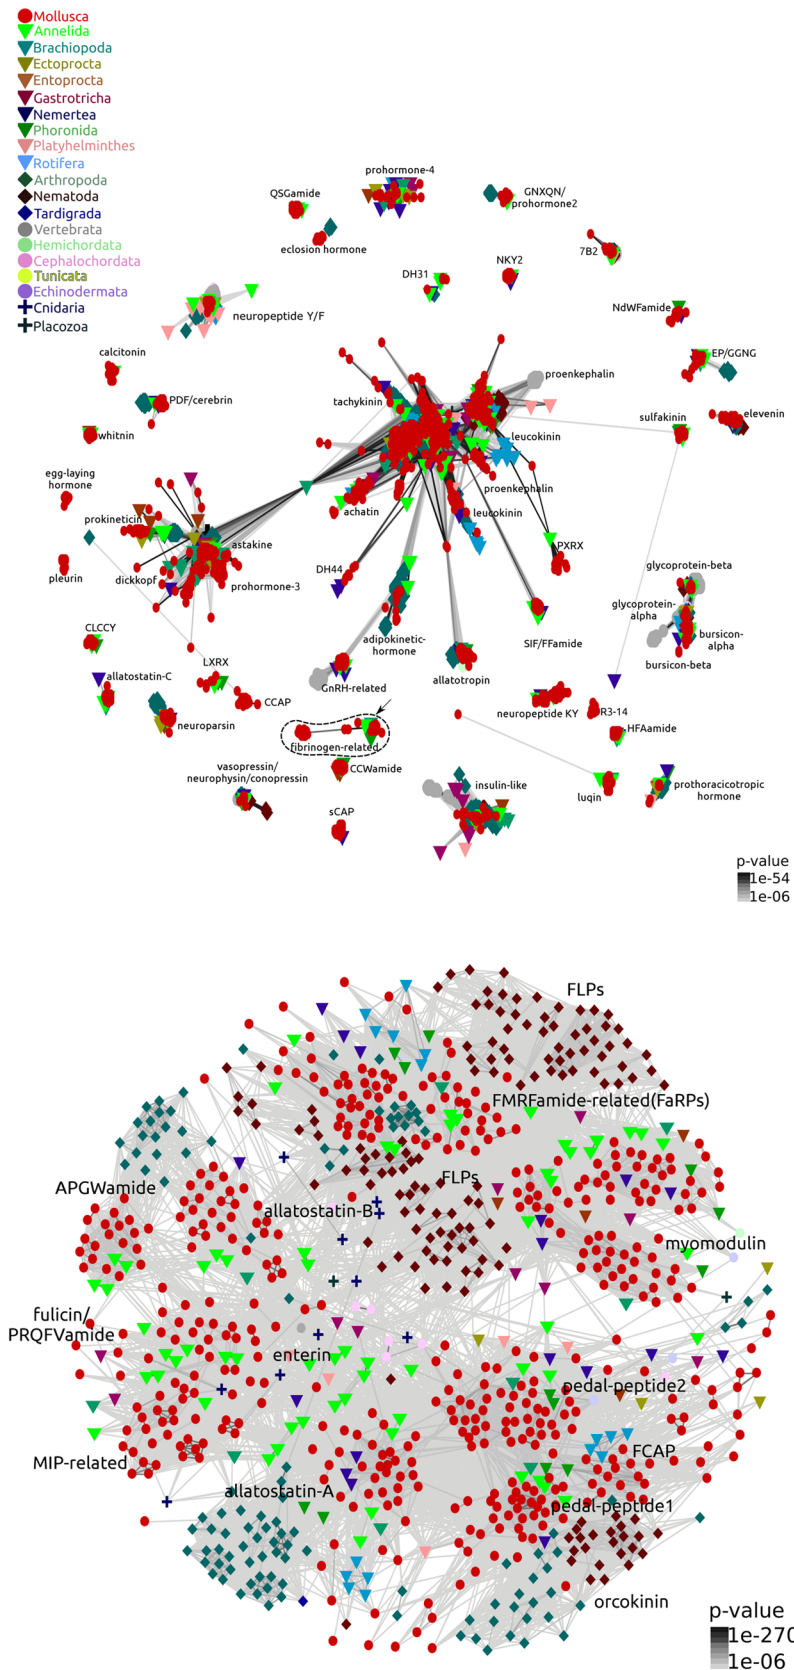 Mollusca
Annelida
Brachiopoda
Ectoprocta
Entoprocta
Gastrotricha
Nemertea
Phoronida
Platyhelminthes
Rotifera
Arthropoda
Nematoda
Tardigrada
Vertebrata
Hemichordata
Cephalochordata
Tunicata
Echinodermata
Cnidaria
Placozoa
prohormone-4
QSGamide
GNXQN/
prohormone2
eclosion hormone
7B2
NKY2
DH31
NdWFamide
neuropeptide Y/F
calcitonin
EP/GGNG
proenkephalin
PDF/cerebrin
tachykinin
sulfakinin
elevenin
whitnin
leucokinin
egg-laying
hormone
proenkephalin
achatin
leucokinin
prokineticin
astakine
PXRX
glycoprotein-beta
pleurin
dickkopf
prohormone-3
DH44
glycoprotein-
alpha
CLCCY
adipokinetic-
hormone
SIF/FFamide
bursicon-
alpha
bursicon-beta
LXRX
allatostatin-C
GnRH-related
allatotropin
CCAP
neuropeptide KY
R3-14
neuroparsin
HFAamide
fibrinogen-related
vasopressin/
neurophysin/conopressin
CCWamide
insulin-like
luqin
prothoracicotropic
hormone
sCAP
p-value
1e-54
1e-06
FLPs
FMRFamide-related(FaRPs)
FLPs
APGWamide
allatostatin-B
myomodulin
fulicin/
PRQFVamide
enterin
pedal-peptide2
FCAP
MIP-related
allatostatin-A
pedal-peptide1
orcokinin
p-value
1e-270
1e-06